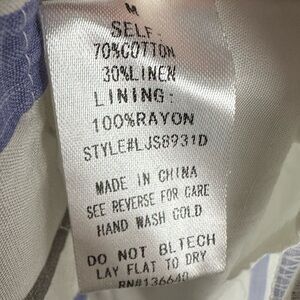 M
SELF:
70%COTTON
30%LINEN
LINING:
100%RAYON
STYLE#LJS8931D
MADE IN CHINA
SEE REVERSE FOR CARE
HAND WASH COLD
DO NOT BLTECH
LAY FLAT TO DRY
RN#136640